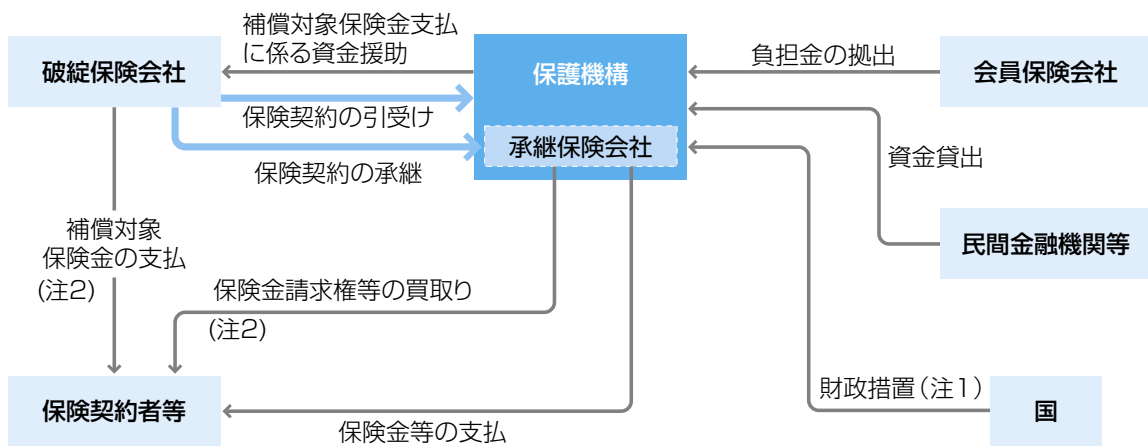 補償対象保険金支払
に係る資金援助
破綻保険会社
保護機構
負担金の拠出
会員保険会社
保険契約の引受け
承継保険会社
保険契約の承継
資金貸出
補償対象
保険金の支払
(注2)
民間金融機関等
保険金請求権等の買取り
(注2)
財政措置(注1)
国
保険契約者等
保険金等の支払